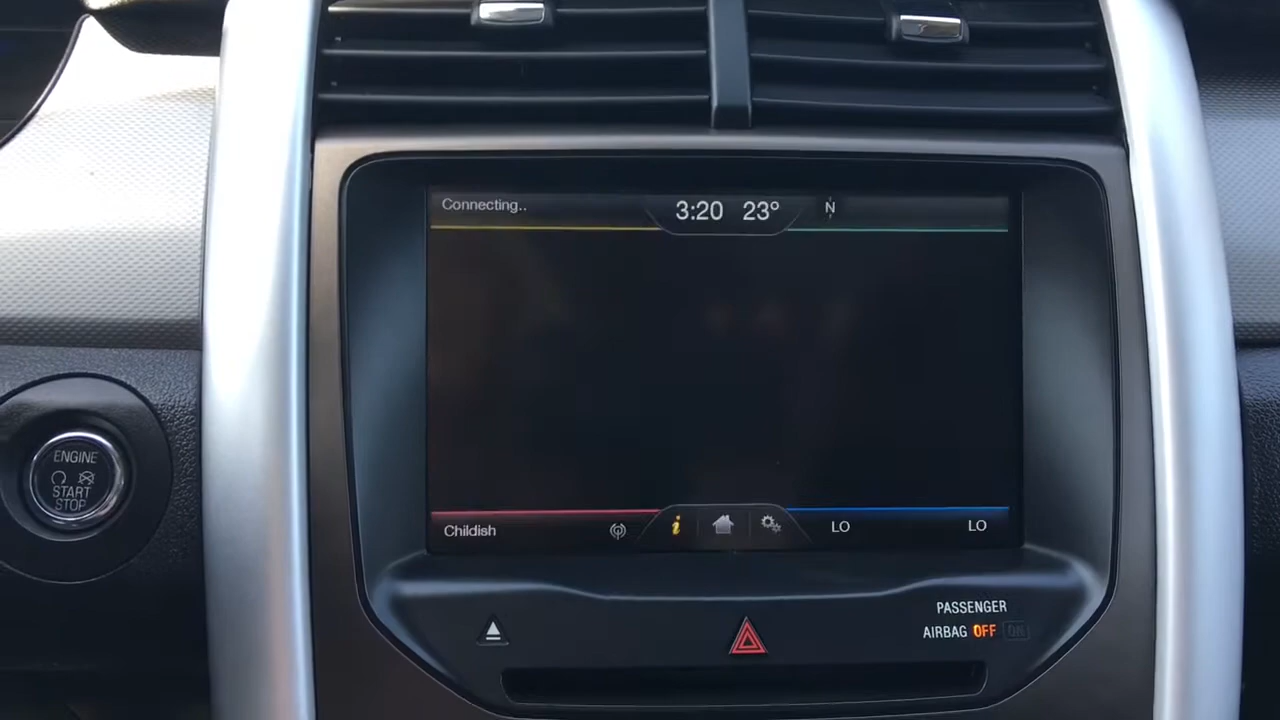 Connecting..
3:20 23° N
ENGINE
START
STOP
Childish
i
LO LO
PASSENGER
AIRBAG OFF ON